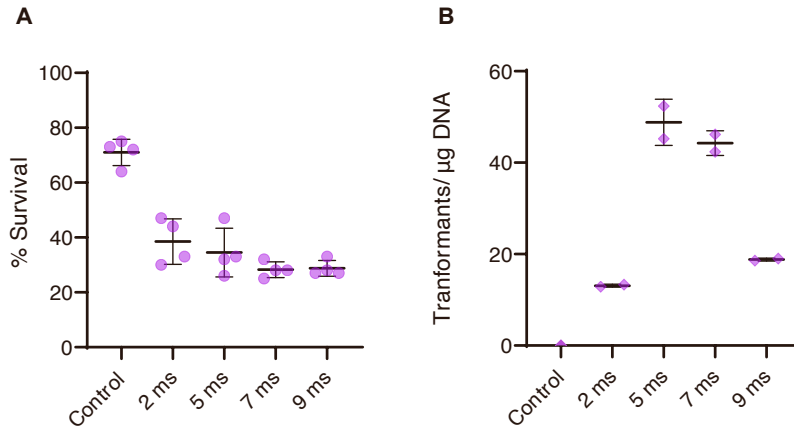 A
% Survival
100
80
60
40
20
0
Control
2 ms
5 ms
7 ms
9 ms
B
Tranformants/ µg DNA
60
40
20
0
Control
2 ms
5 ms
7 ms
9 ms